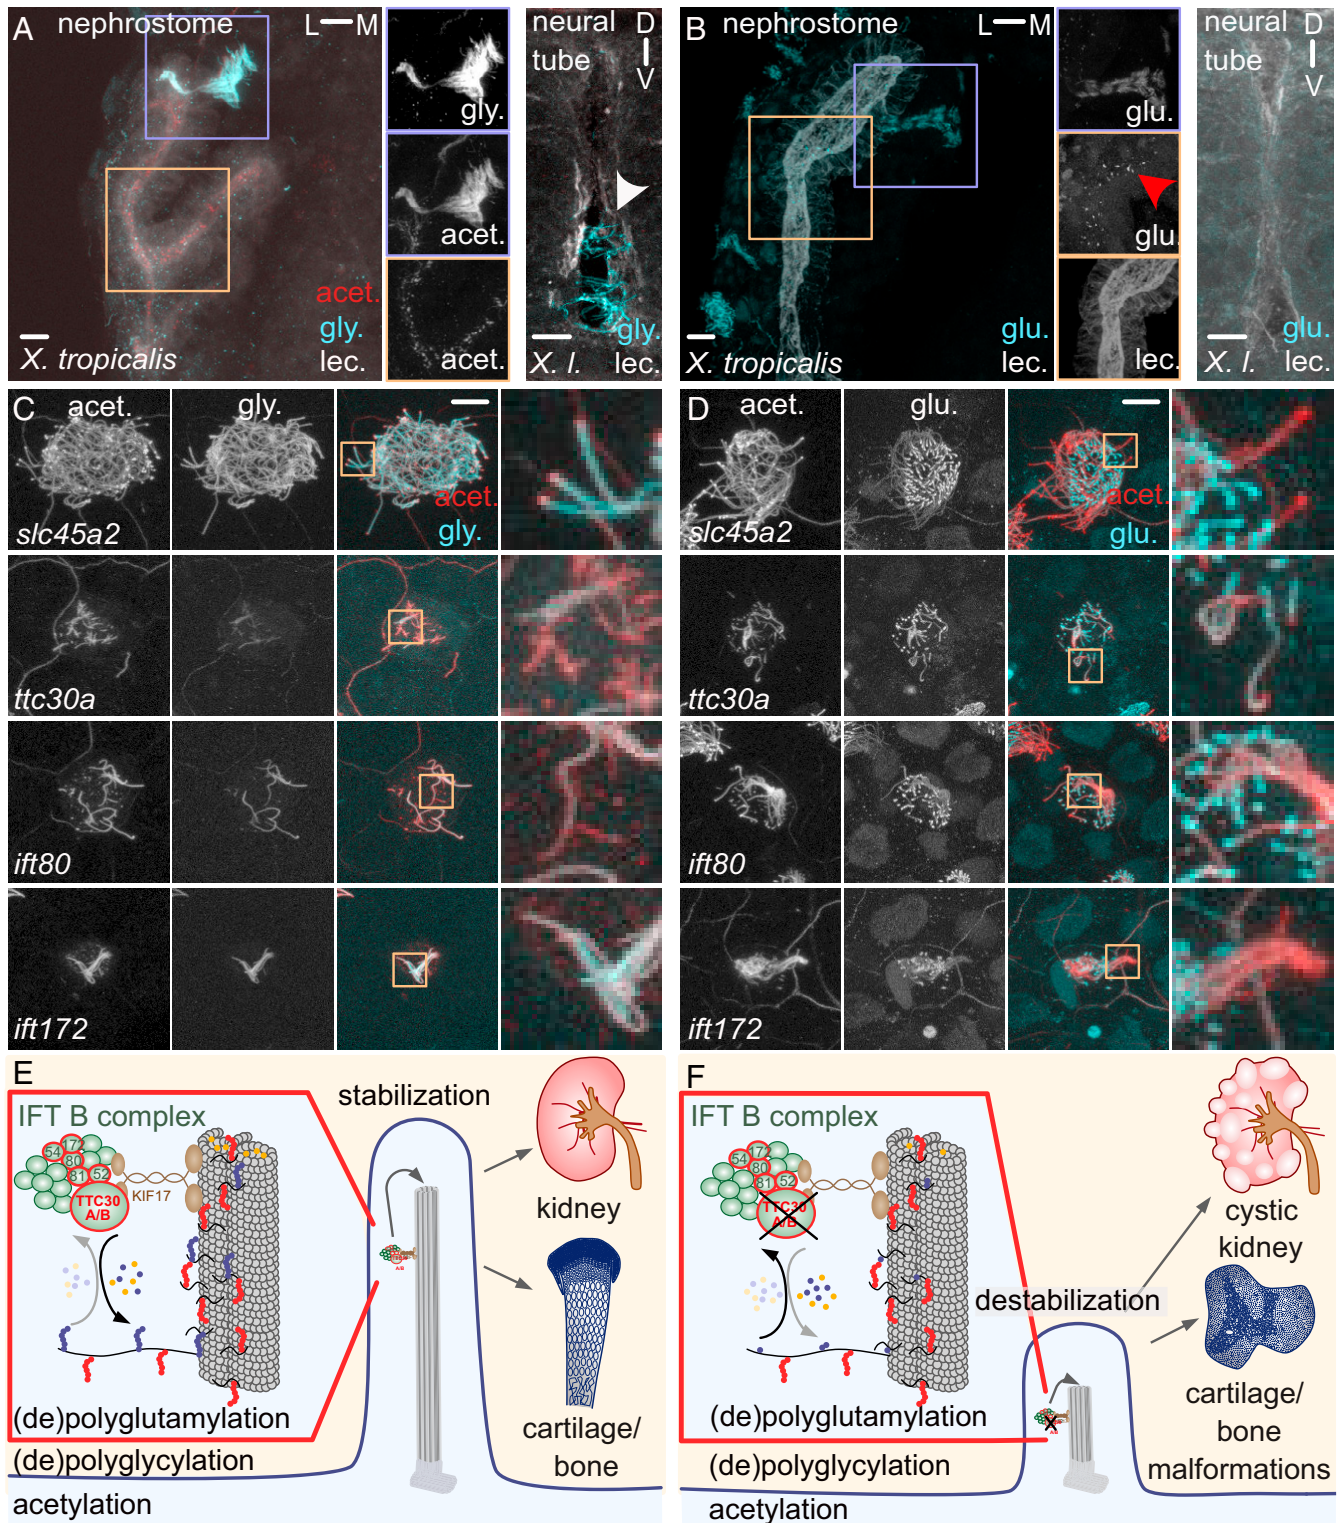 A
nephrostome
L
M
gly.
acet.
acet.
acet.
gly.
lec.
X. tropicalis
neural
tube
D
V
gly.
X. l.
lec.
B
nephrostome
L
M
glu.
glu.
lec.
glu.
lec.
X. tropicalis
neural
tube
D
V
glu.
X. l.
lec.
C
acet.
gly.
acet.
gly.
slc45a2
ttc30a
ift80
ift172
D
acet.
glu.
acet.
glu.
slc45a2
ttc30a
ift80
ift172
E
IFT B complex
54
172
80
81
52
TTC30
A/B
KIF17
(de)polyglutamylation
(de)polyglycylation
acetylation
stabilization
A/B
kidney
cartilage/
bone
F
IFT B complex
54
172
80
81
52
TTC30
A/B
(de)polyglutamylation
(de)polyglycylation
acetylation
destabilization
cystic
kidney
cartilage/
bone
malformations